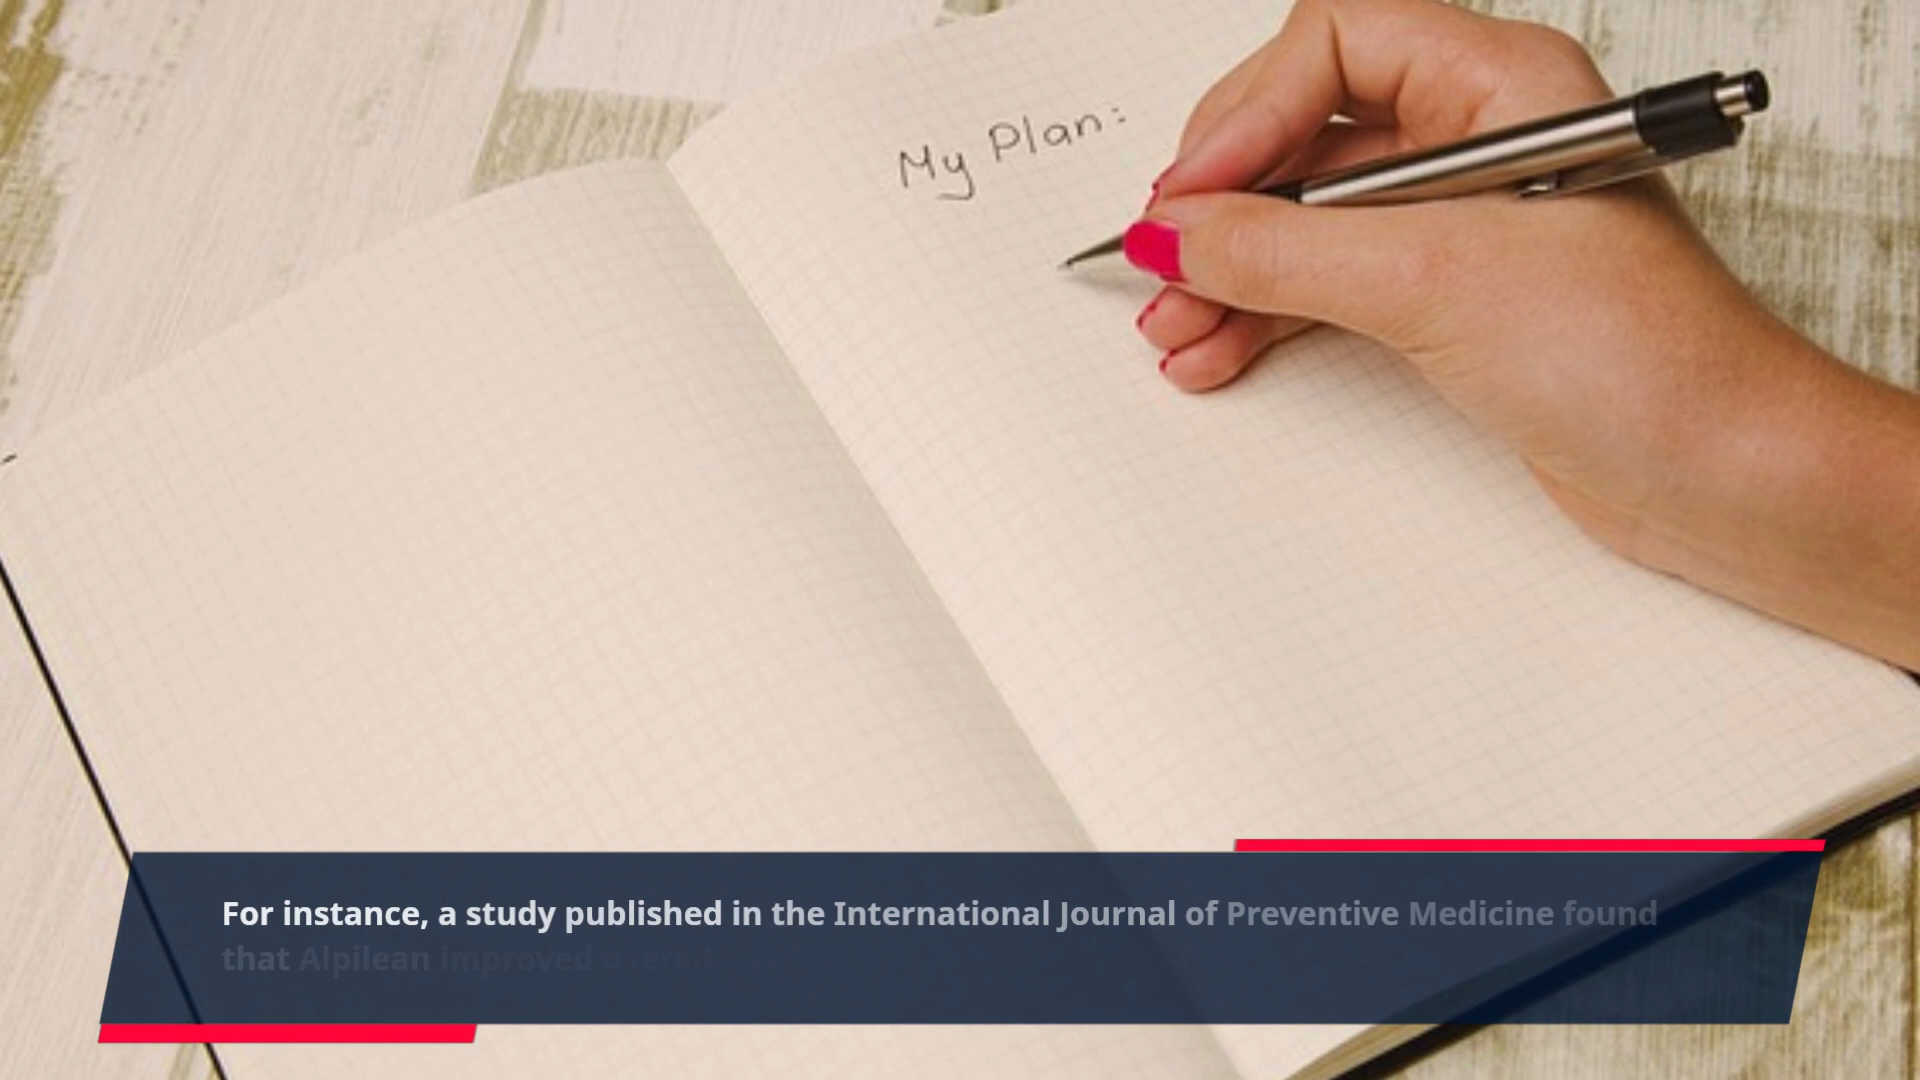 My Plan:
For instance, a study published in the International Journal of Preventive Medicine found
that Alpilean improved